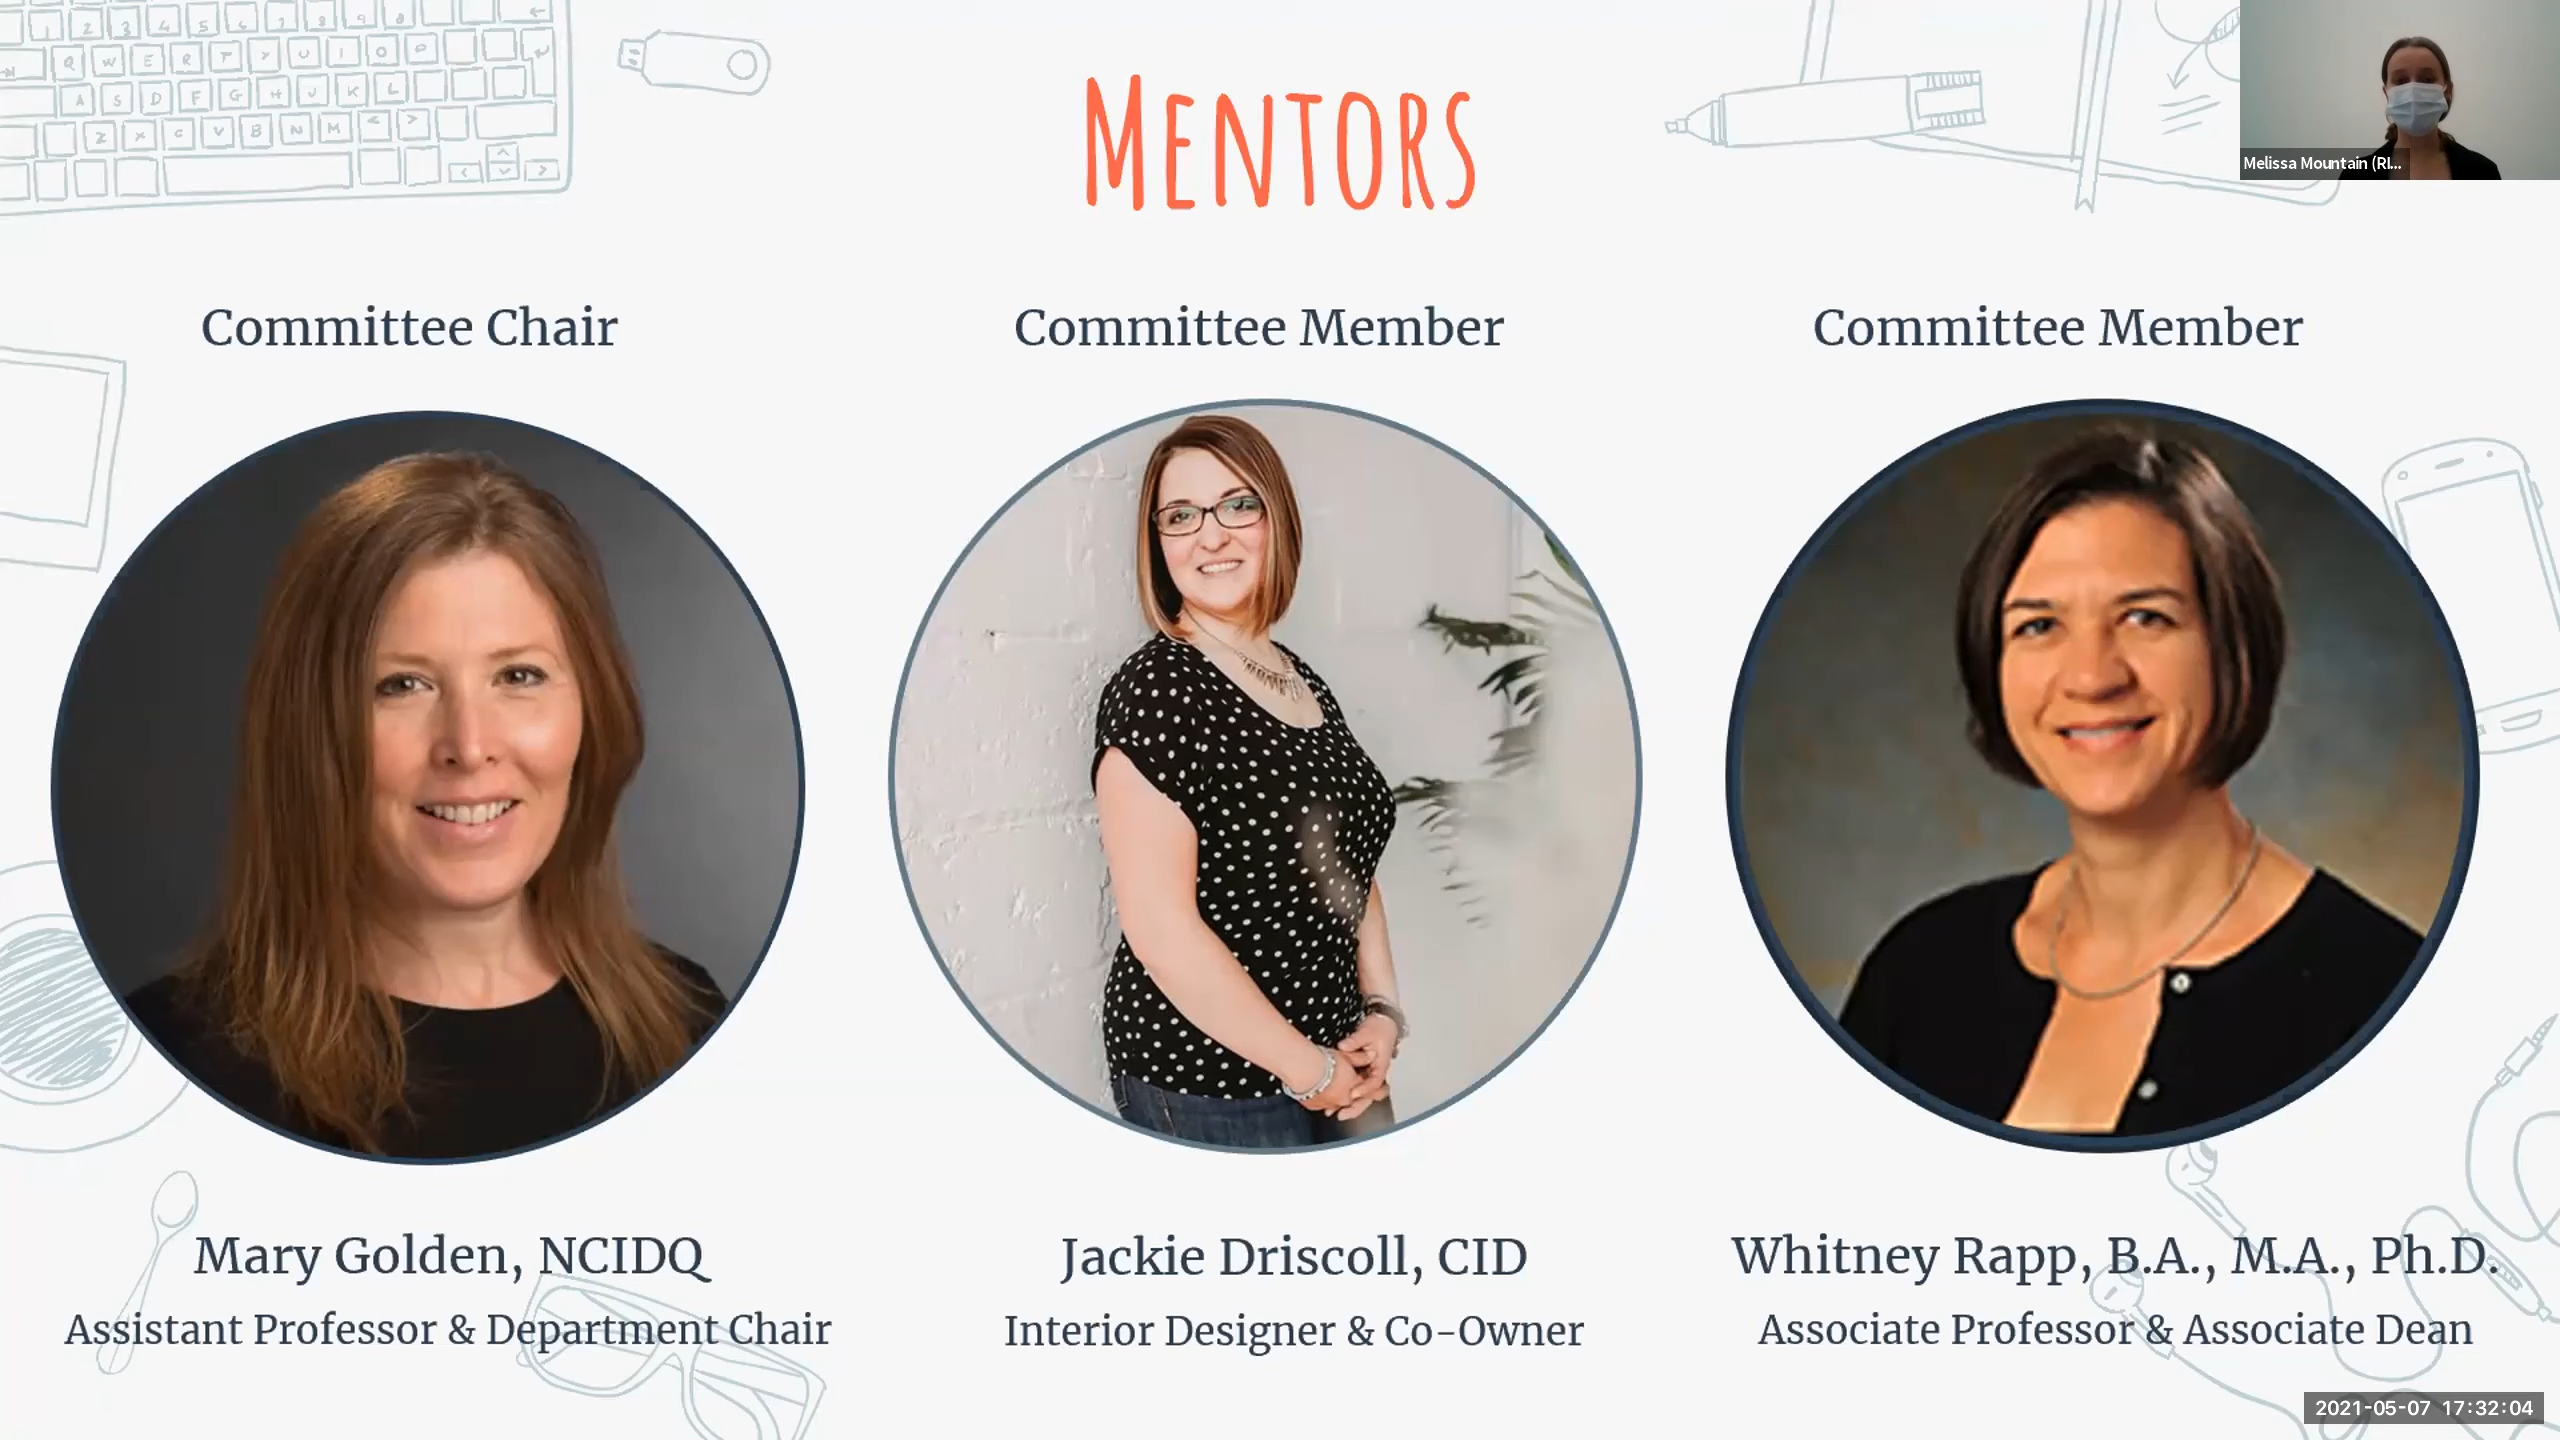 MENTORS
Melissa Mountain (RI...
Committee Chair
Committee Member
Committee Member
Mary Golden, NCIDQ
Assistant Professor & Department Chair
Jackie Driscoll, CID
Interior Designer & Co-Owner
Whitney Rapp, B.A., M.A., Ph.D.
Associate Professor & Associate Dean
2021-05-07 17:32:04